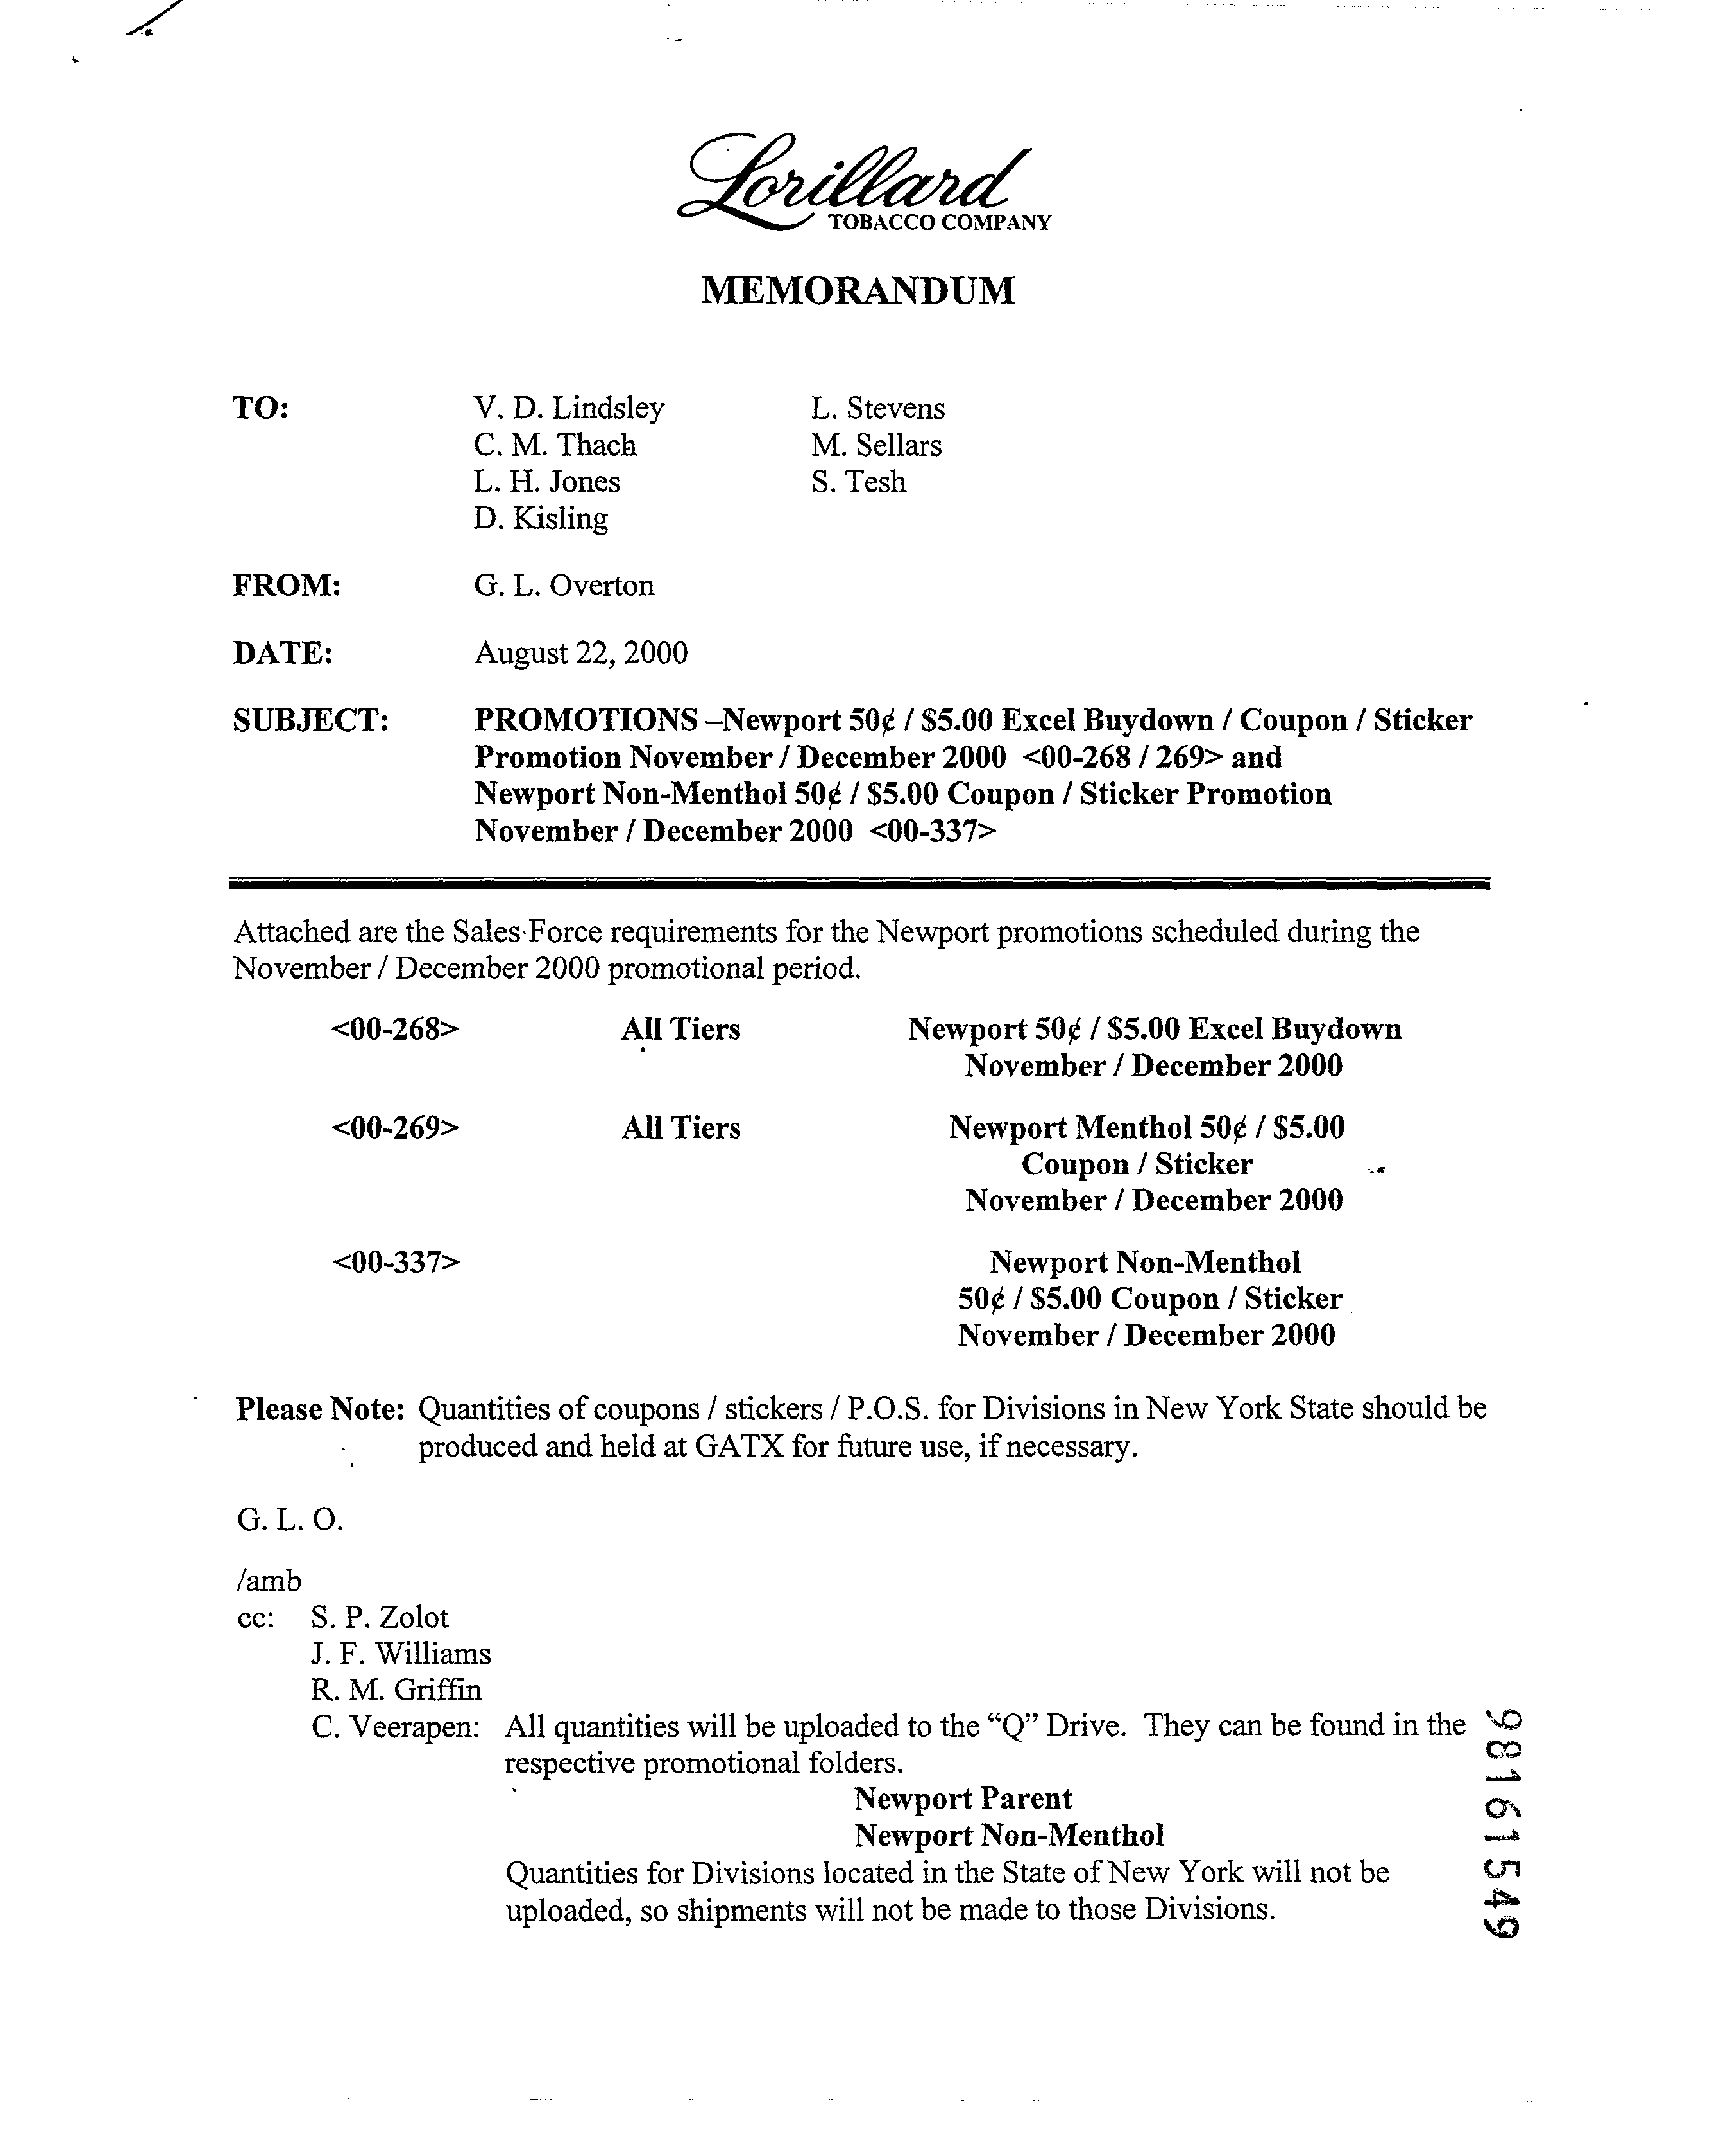 Lorillard
TOBACCO COMPANY
MEMORANDUM
TO: V. D. Lindsley L. Stevens
C. M. Thach M. Sellars
L. H. Jones S. Tesh
D. Kisling
FROM: G. L. Overton
DATE: August 22, 2000
SUBJECT: PROMOTIONS –Newport 50¢ / $5.00 Excel Buydown / Coupon / Sticker
Promotion November / December 2000 <00-268 / 269> and
Newport Non-Menthol 50¢ / $5.00 Coupon / Sticker Promotion
November / December 2000 <00-337>
Attached are the Sales Force requirements for the Newport promotions scheduled during the
November / December 2000 promotional period.
<00-268> All Tiers Newport 50¢ / $5.00 Excel Buydown
November / December 2000
<00-269> All Tiers Newport Menthol 50¢ / $5.00
Coupon / Sticker
November / December 2000
<00-337> Newport Non-Menthol
50¢ / $5.00 Coupon / Sticker
November / December 2000
Please Note: Quantities of coupons / stickers / P.O.S. for Divisions in New York State should be
produced and held at GATX for future use, if necessary.
G. L. O.
/amb
cc: S. P. Zolot
J. F. Williams
R. M. Griffin
C. Veerapen: All quantities will be uploaded to the “Q” Drive. They can be found in the
respective promotional folders.
Newport Parent
Newport Non-Menthol
Quantities for Divisions located in the State of New York will not be
uploaded, so shipments will not be made to those Divisions.
98161549